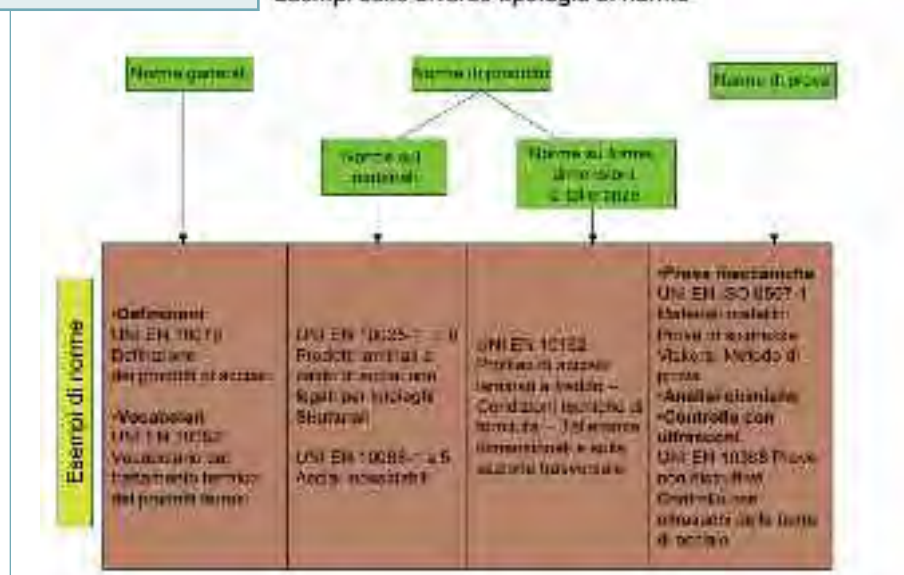 Esempi delle diverse tipologia di norme
Norme generali
Norme di prodotto
Norme di prova
Norme sui
materiali
Norme su forme,
dimensioni
e tolleranze
Esempi di norme
•Definizioni
UNI EN
Definizione
dei prodotti di acciaio
•Vocabolari
UNI EN 10052
Vocabolario del
trattamento termico
dei prodotti ferrosi
UNI EN 10025-1 ÷ 6
Prodotti laminati a
caldo di acciai non
legati per impieghi
Strutturali
UNI EN 10088-1 ÷ 5
Acciai inossidabili
UNI EN
di acciaio
laminati a freddo –
Condizioni tecniche di
fornitura – Tolleranze
dimensionali e sulla
sezione trasversale
•Prove meccaniche
UNI EN ISO 6507-1
Materiali metallici
Prova di durezza
Vickers: Metodo di
prova
•Analisi chimiche
•Controllo con
ultrasuoni
UNI EN Prove
non distruttive
Controllo con
ultrasuoni delle barre
di acciaio